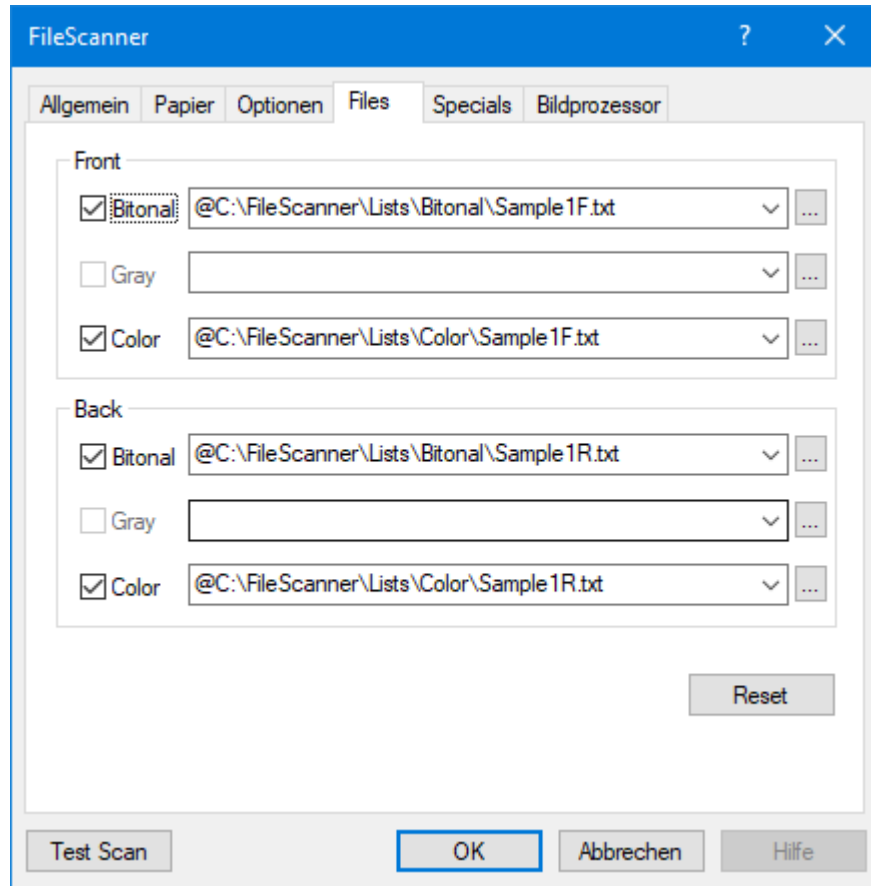 FileScanner ?
Allgemein Papier Optionen Files Specials Bildprozessor
Front
Bitonal @C:\FileScanner\Lists\Bitonal\Sample1F.txt ...
Gray ...
Color @C:\FileScanner\Lists\Color\Sample1F.txt ...
Back
Bitonal @C:\FileScanner\Lists\Bitonal\Sample1R.txt ...
Gray ...
Color @C:\FileScanner\Lists\Color\Sample1R.txt ...
Reset
Test Scan OK Abbrechen Hilfe